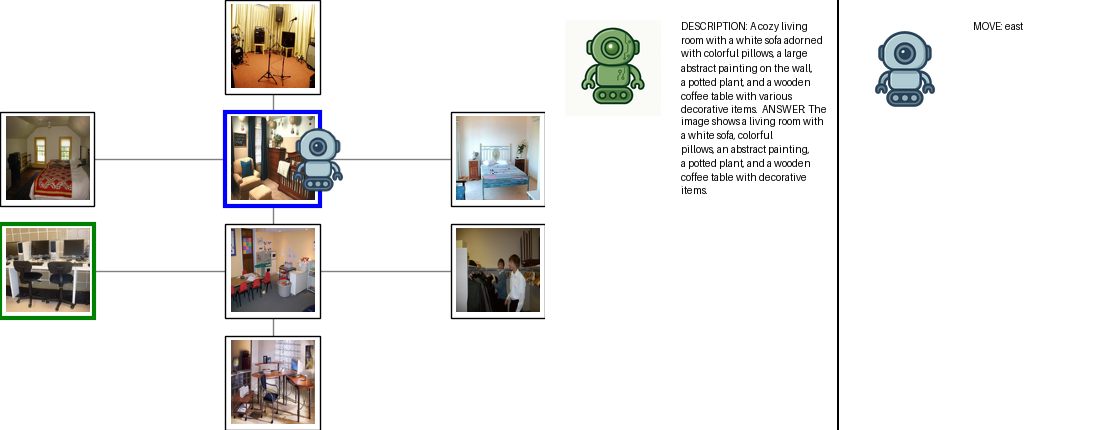 DESCRIPTION: A cozy living
room with a white sofa adorned
with colorful pillows, a large
abstract painting on the wall,
a potted plant, and a wooden
coffee table with various
decorative items.  ANSWER: The
image shows a living room with
a white sofa, colorful
pillows, an abstract painting,
a potted plant, and a wooden
coffee table with decorative
items.
MOVE: east